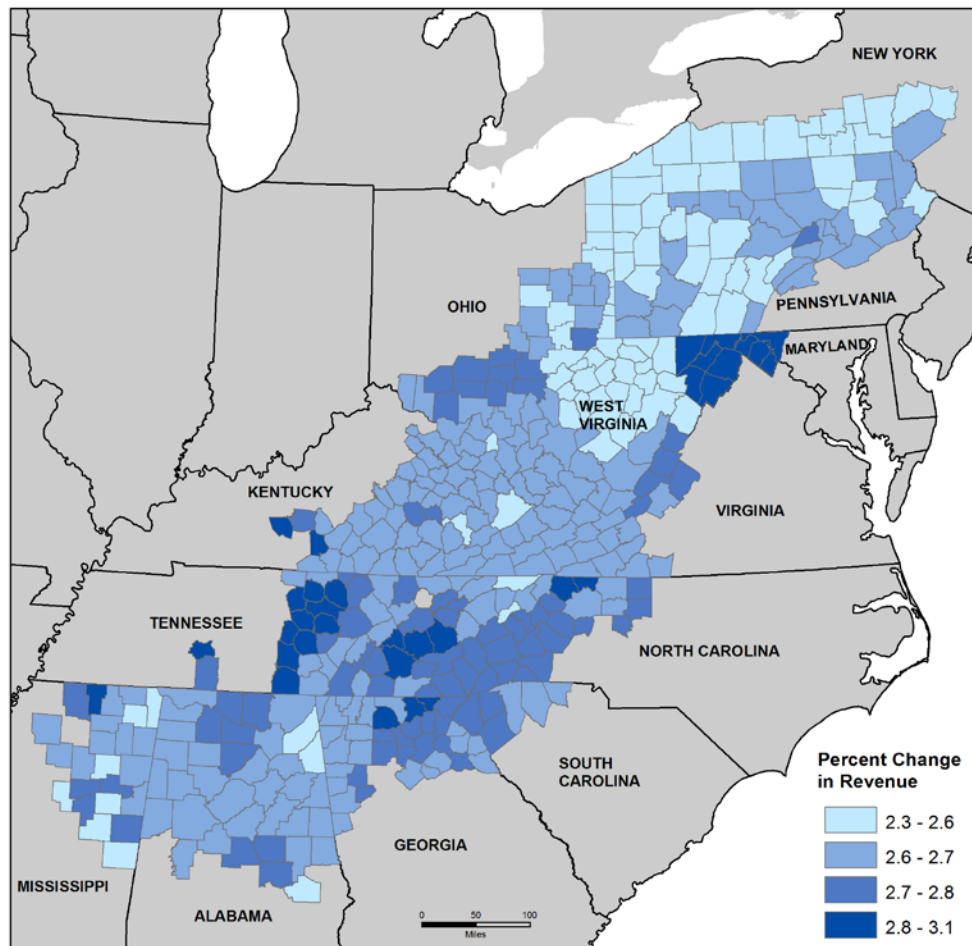 NEW YORK
PENNSYLVANIA
OHIO
MARYLAND
WEST
VIRGINIA
KENTUCKY
VIRGINIA
TENNESSEE
NORTH CAROLINA
SOUTH
CAROLINA
GEORGIA
MISSISSIPPI
ALABAMA
0 50 100
Miles
Percent Change
in Revenue
2.3 - 2.6
2.6 - 2.7
2.7 - 2.8
2.8 - 3.1